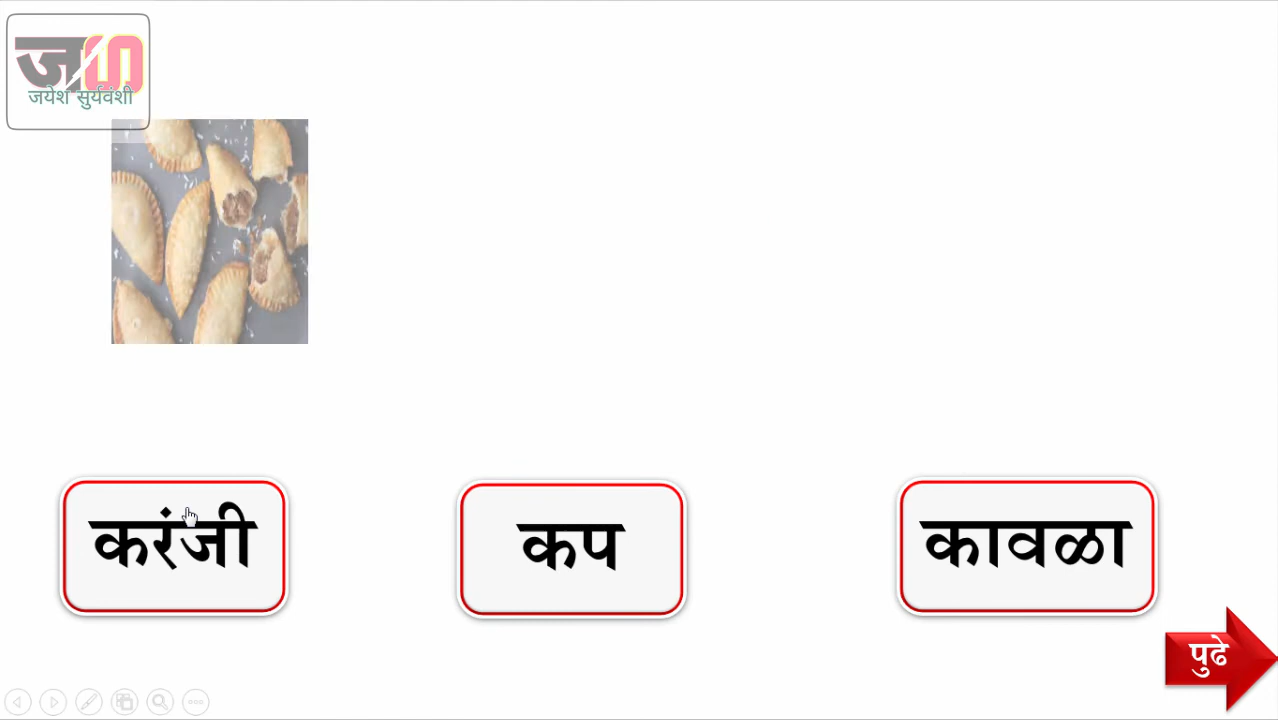 जयेश सुर्यवंशी
करंजी
कप
कावळा
पुढे